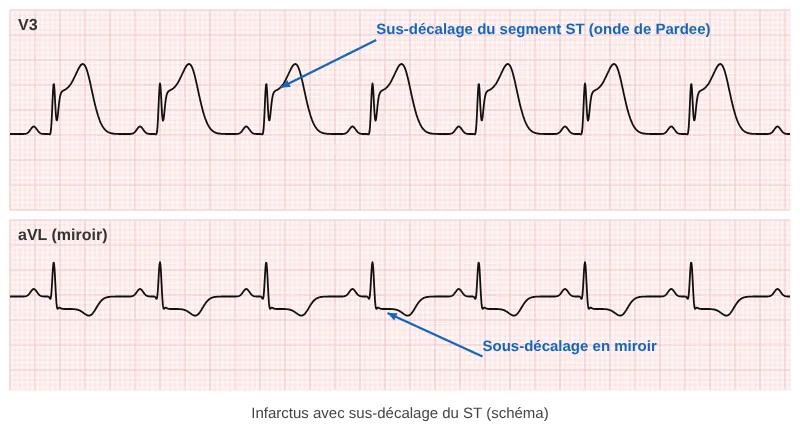 V3
Sus-décalage du segment ST (onde de Pardee)
aVL (miroir)
Sous-décalage en miroir
Infarctus avec sus-décalage du ST (schéma)